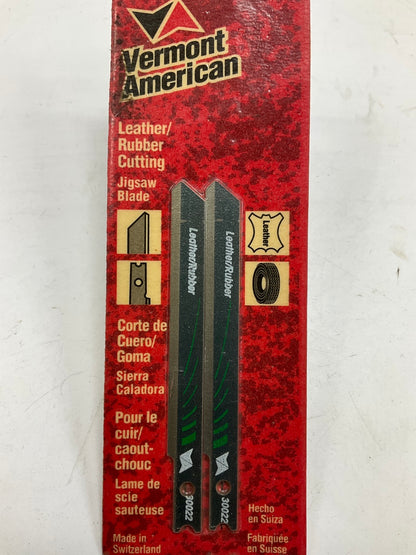 Vermont
American
Leather/
Rubber
Cutting
Jigsaw
Blade
Leather
Leather/Rubber
Leather/Rubber
Corte de
Cuero/
Goma
Sierra
Caladora
Pour le
cuir/
caout-
chouc
Lame de
scie
sauteuse
30022
30022
Made in
Switzerland
Hecho
en Suiza
Fabriquée
en Suisse